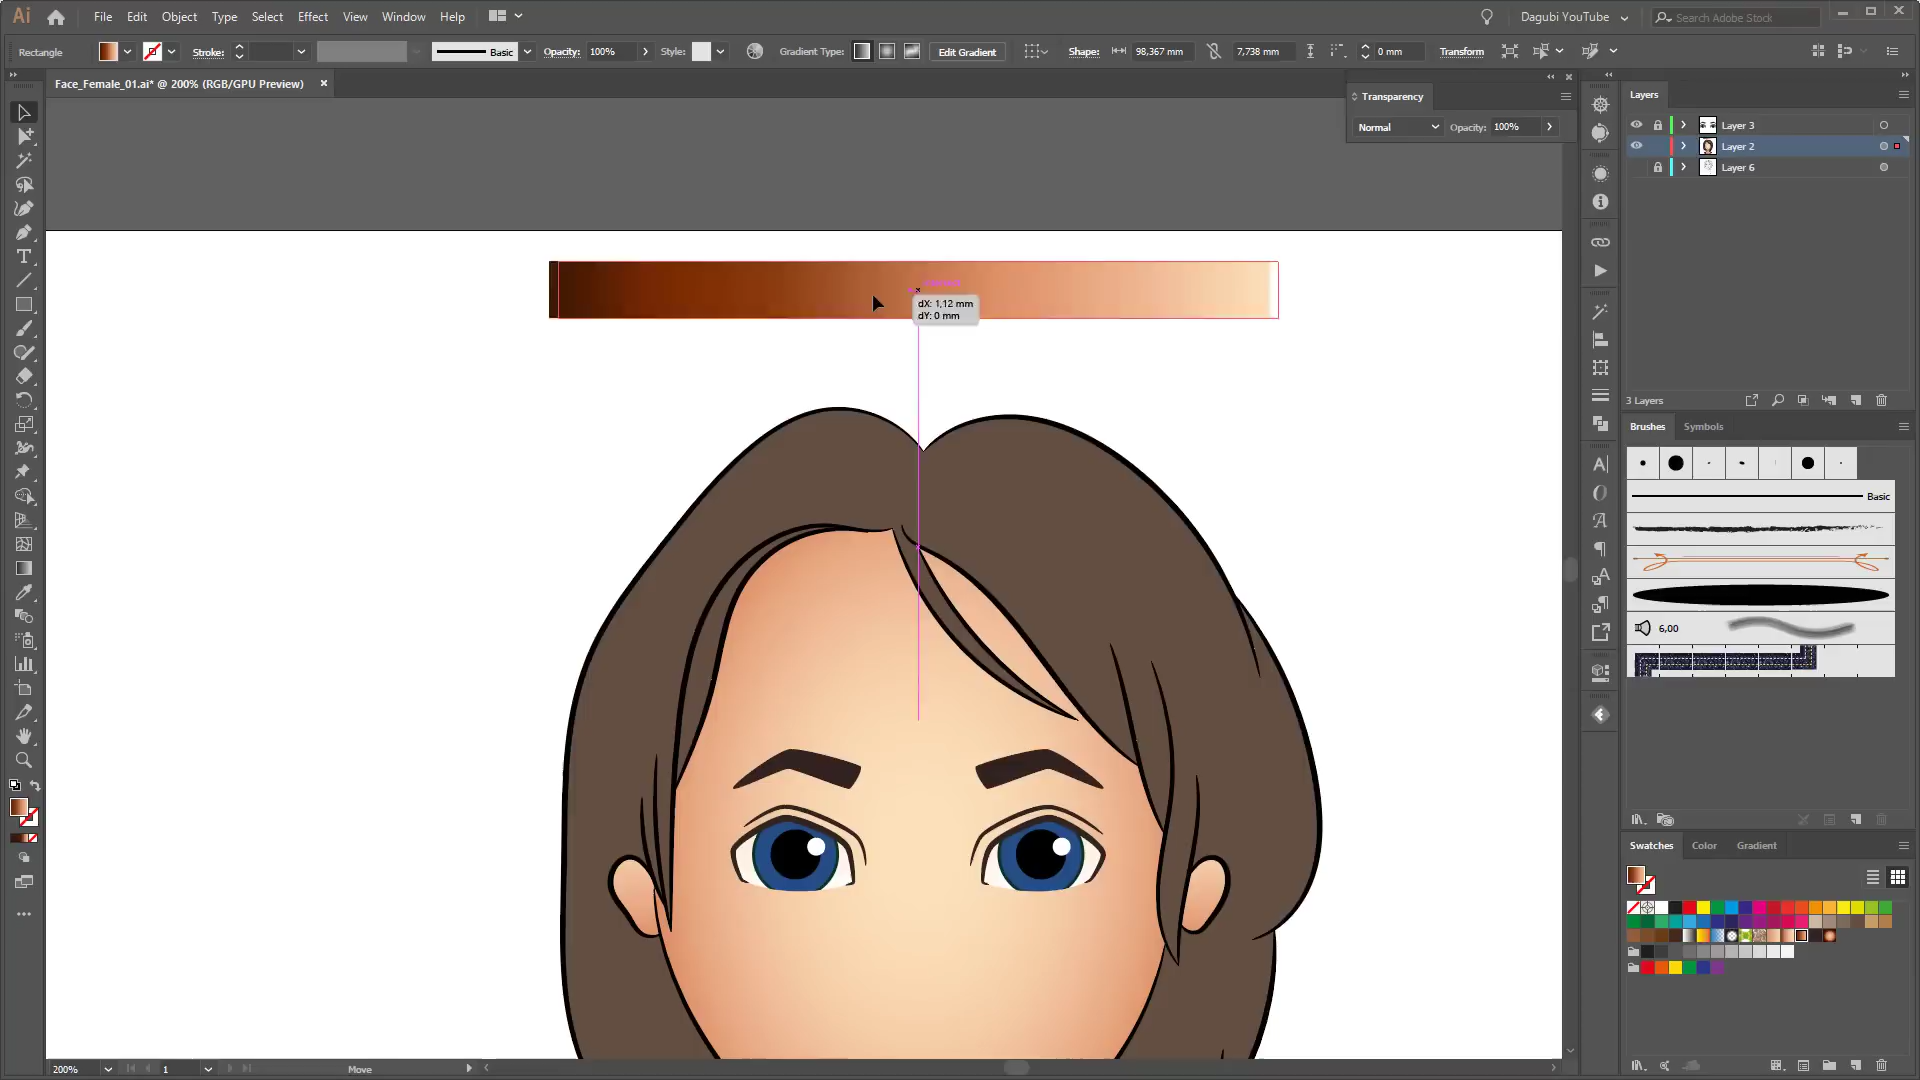 Ai File Edit Object Type Select Effect View Window Help Dagubi YouTube Search Adobe Stock
Rectangle Stroke: Basic Opacity: 100% Style: Gradient Type: Edit Gradient Shape: 98,367 mm 7,738 mm 0 mm Transform
Face_Female_01.ai* @ 200% (RGB/GPU Preview)
Transparency
Normal Opacity: 100%
Layers
Layer 3
Layer 2
Layer 6
dX: 1,12 mm
dY: 0 mm
3 Layers
Brushes Symbols
Basic
6,00
Swatches Color Gradient
200% 1 Move